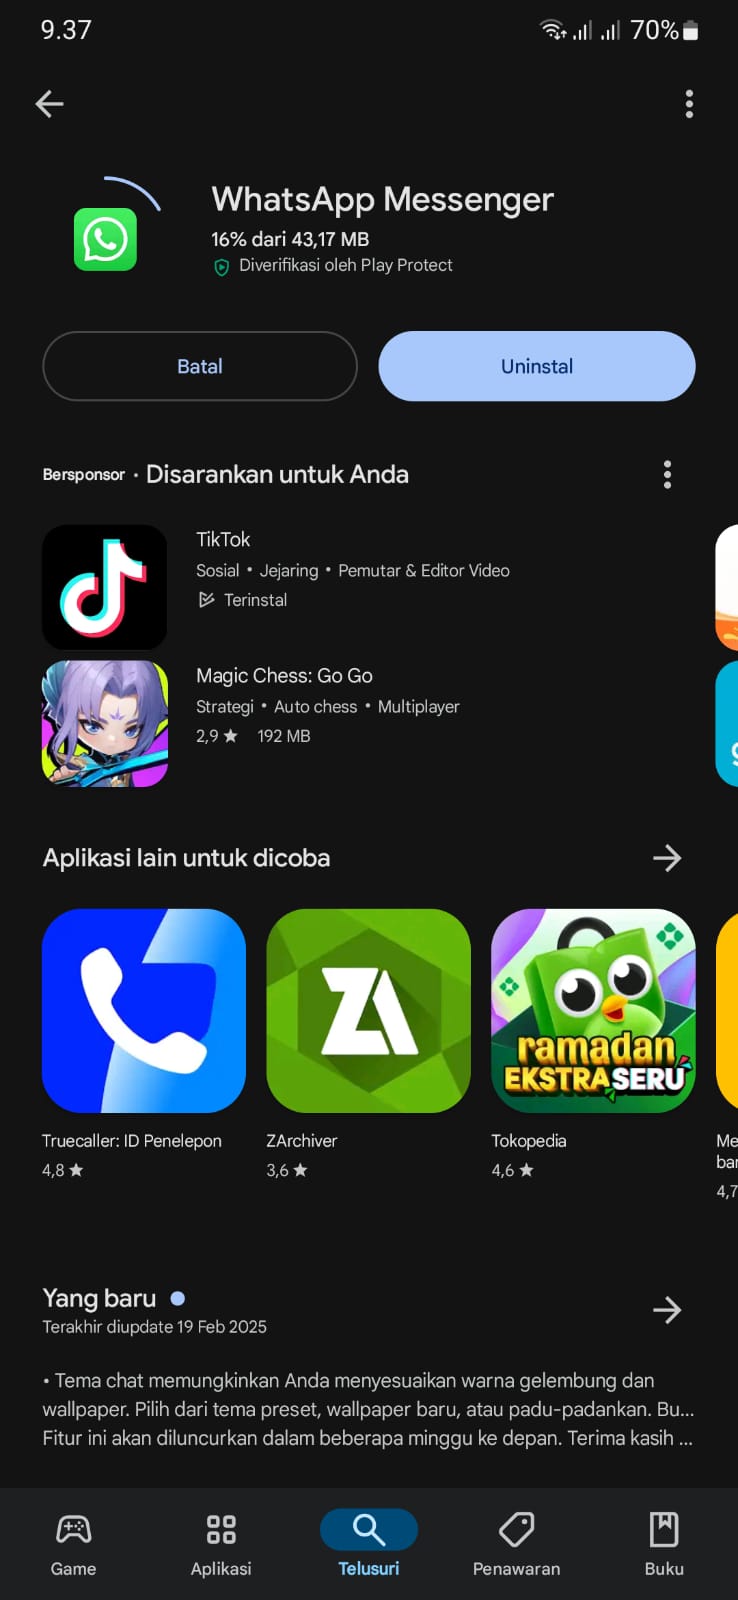 9.37
70%
WhatsApp Messenger
16% dari 43,17 MB
Diverifikasi oleh Play Protect
Batal
Uninstal
Bersponsor • Disarankan untuk Anda
TikTok
Sosial • Jejaring • Pemutar & Editor Video
Terinstal
Magic Chess: Go Go
Strategi • Auto chess • Multiplayer
2,9 ★ 192 MB
Aplikasi lain untuk dicoba
ZA
ramadan
EKSTRA SERU
Truecaller: ID Penelepon
4,8 ★
ZArchiver
3,6 ★
Tokopedia
4,6 ★
4,7
Yang baru
Terakhir diupdate 19 Feb 2025
• Tema chat memungkinkan Anda menyesuaikan warna gelembung dan
wallpaper. Pilih dari tema preset, wallpaper baru, atau padu-padankan. Bu...
Fitur ini akan diluncurkan dalam beberapa minggu ke depan. Terima kasih ...
Game
Aplikasi
Telusuri
Penawaran
Buku